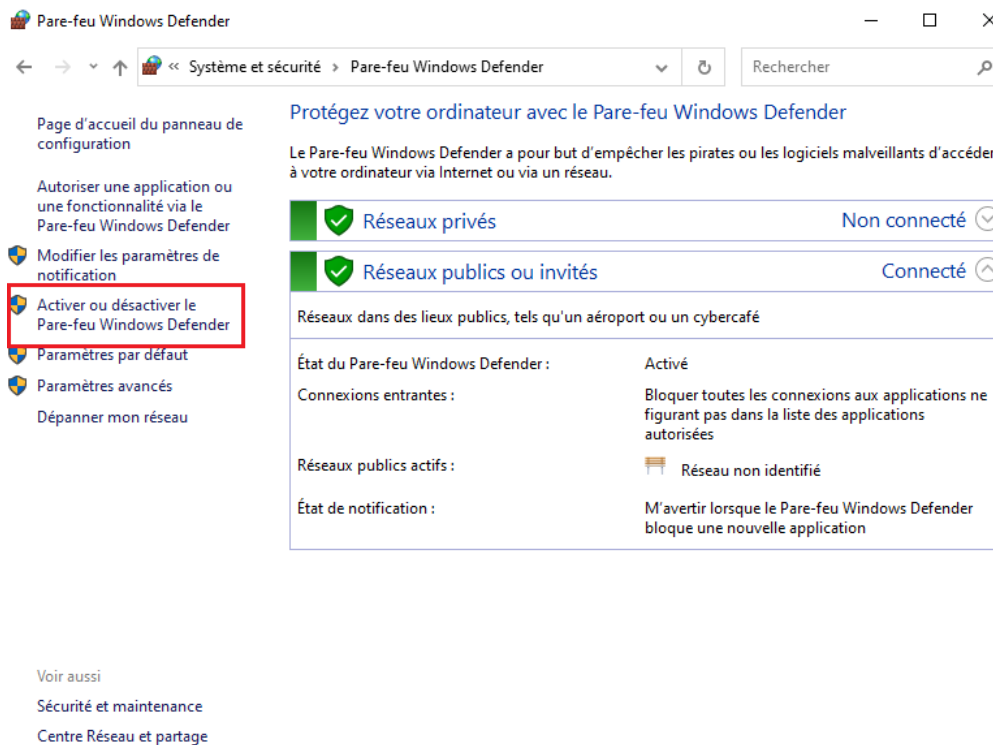 Pare-feu Windows Defender
« Système et sécurité › Pare-feu Windows Defender
Rechercher
Page d'accueil du panneau de
configuration
Autoriser une application ou
une fonctionnalité via le
Pare-feu Windows Defender
Modifier les paramètres de
notification
Activer ou désactiver le
Pare-feu Windows Defender
Paramètres par défaut
Paramètres avancés
Dépanner mon réseau
Protégez votre ordinateur avec le Pare-feu Windows Defender
Le Pare-feu Windows Defender a pour but d'empêcher les pirates ou les logiciels malveillants d'accéder
à votre ordinateur via Internet ou via un réseau.
Réseaux privés Non connecté
Réseaux publics ou invités Connecté
Réseaux dans des lieux publics, tels qu'un aéroport ou un cybercafé
État du Pare-feu Windows Defender : Activé
Connexions entrantes : Bloquer toutes les connexions aux applications ne
figurant pas dans la liste des applications
autorisées
Réseaux publics actifs : Réseau non identifié
État de notification : M'avertir lorsque le Pare-feu Windows Defender
bloque une nouvelle application
Voir aussi
Sécurité et maintenance
Centre Réseau et partage